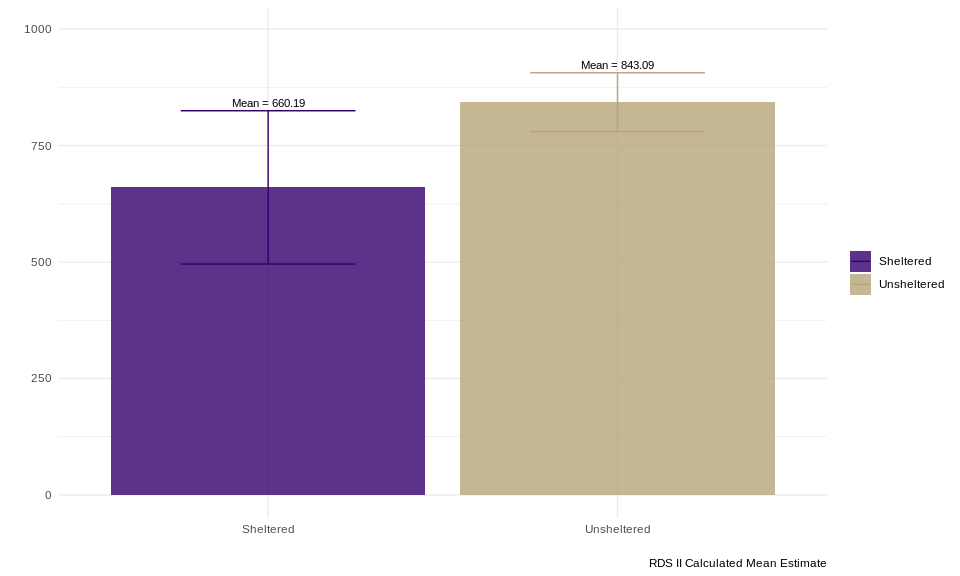 1000
Mean = 843.09
Mean = 660.19
750
500
Sheltered
Unsheltered
250
0
Sheltered
Unsheltered
RDS II Calculated Mean Estimate